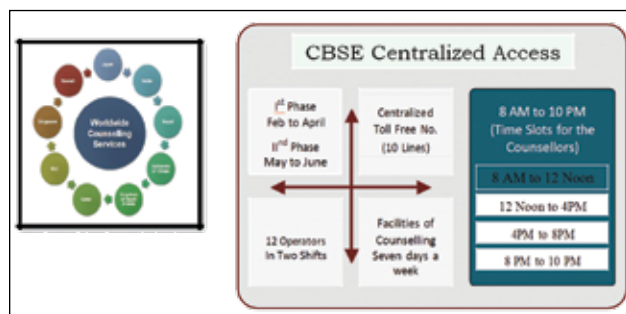 Worldwide
Counselling
Services
Japan
Nepal
Kuwait
CBSE Centralized Access
Ist Phase
Feb to April
IInd Phase
May to June
Centralized
Toll Free No.
(10 Lines)
12 Operators
In Two Shifts
Facilities of
Counselling
Seven days a
week
8 AM to 10 PM
(Time Slots for the
Counsellors)
8 AM to 12 Noon
12 Noon to 4PM
4PM to 8PM
8 PM to 10 PM